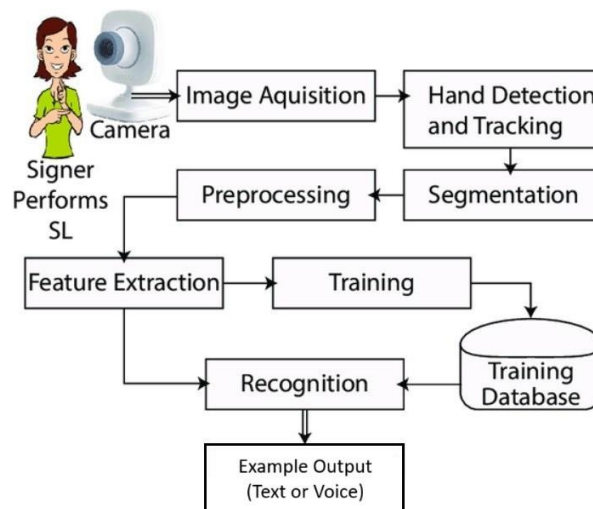 Camera
Signer
Performs
SL
Image Aquisition
Hand Detection
and Tracking
Segmentation
Preprocessing
Feature Extraction
Training
Training
Database
Recognition
Example Output
(Text or Voice)